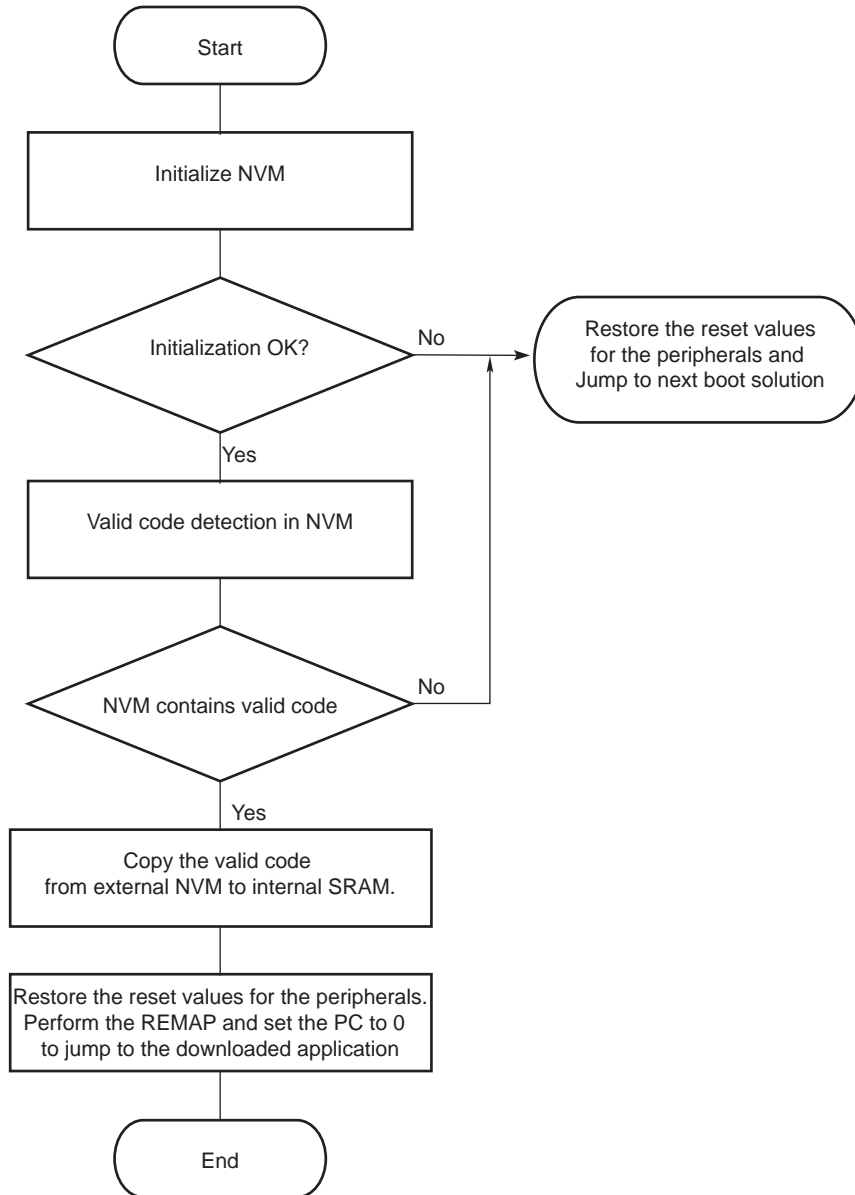 Start
Initialize NVM
Initialization OK?
No
Restore the reset values
for the peripherals and
Jump to next boot solution
Yes
Valid code detection in NVM
NVM contains valid code
No
Yes
Copy the valid code
from external NVM to internal SRAM.
Restore the reset values for the peripherals.
Perform the REMAP and set the PC to 0
to jump to the downloaded application
End